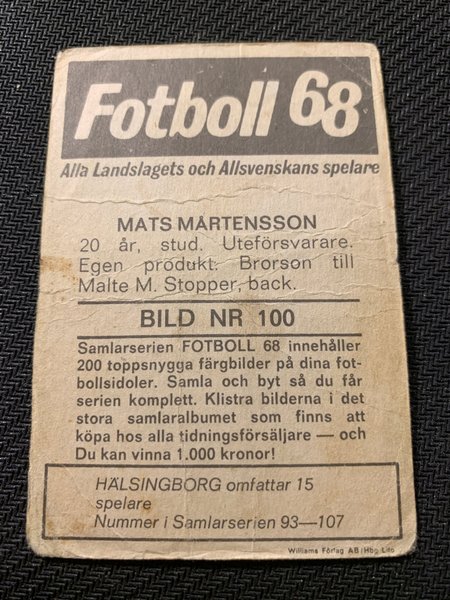 Fotboll 68
Alla Landslagets och Allsvenskans spelare
MATS MÅRTENSSON
20 år, stud. Uteförsvarare.
Egen produkt. Brorson till
Malte M. Stopper, back.
BILD NR 100
Samlarserien FOTBOLL 68 innehåller
200 toppsnygga färgbilder på dina fot-
bollsidoler. Samla och byt så du får
serien komplett. Klistra bilderna i det
stora samlaralbumet som finns att
köpa hos alla tidningsförsäljare — och
Du kan vinna 1.000 kronor!
HÄLSINGBORG omfattar 15
spelare
Nummer i Samlarserien 93—107
Williams Förlag AB/Hbg Lito